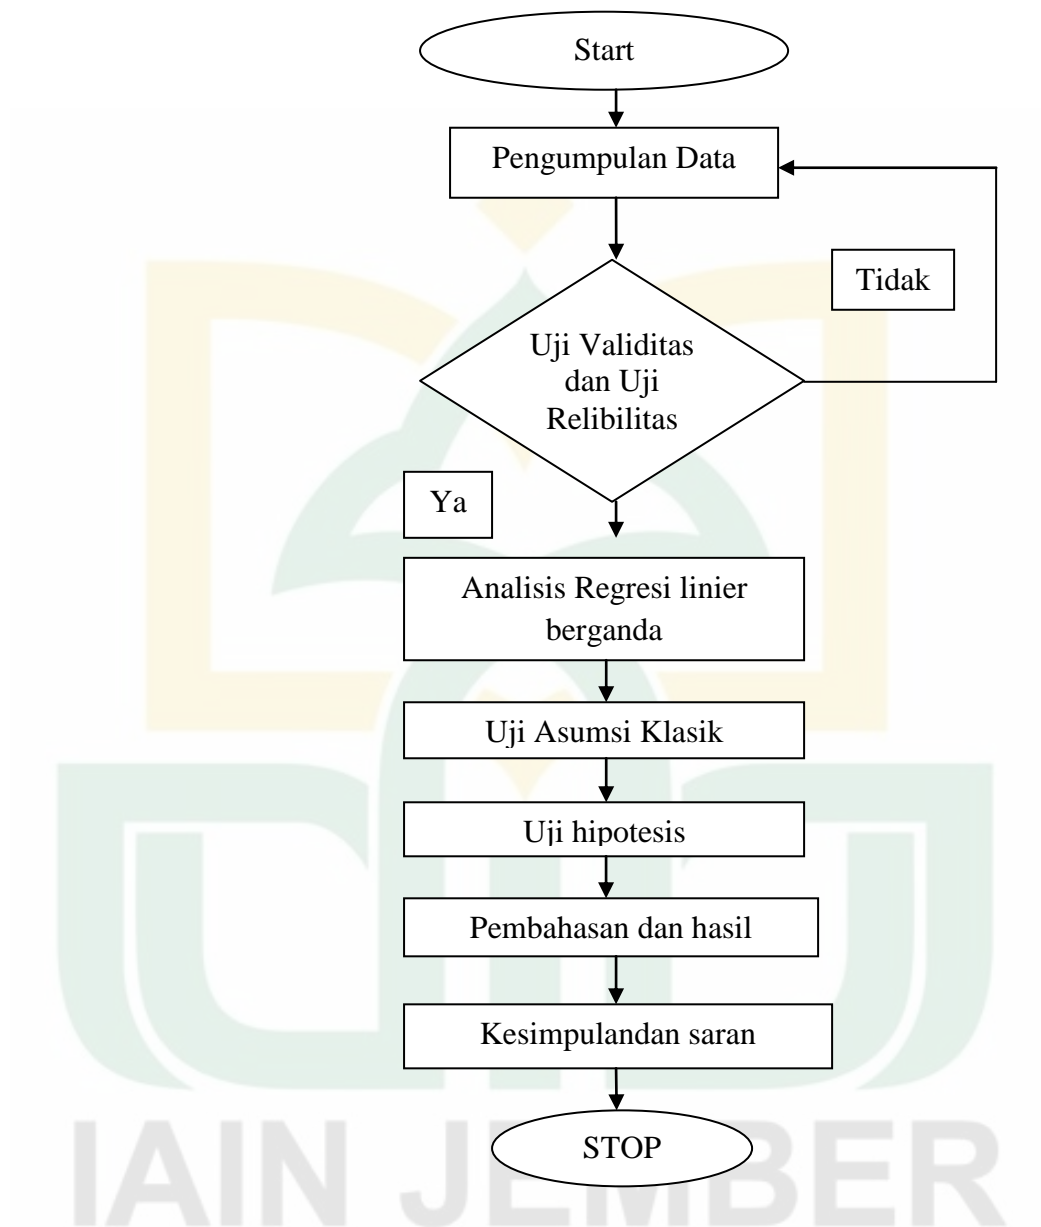 Start
Pengumpulan Data
Tidak
Uji Validitas
dan Uji
Relibilitas
Ya
Analisis Regresi linier
berganda
Uji Asumsi Klasik
Uji hipotesis
Pembahasan dan hasil
Kesimpulandan saran
STOP
IAIN JEMBER